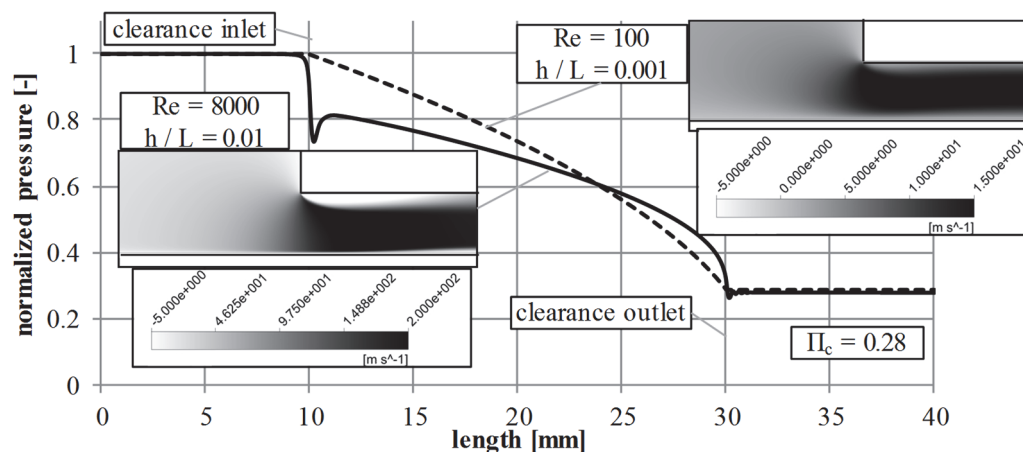 clearance inlet
Re = 100
h / L = 0.001
Re = 8000
h / L = 0.01
normalized pressure [-]
1
0.8
0.6
0.4
0.2
0
-5.000e+000
0.000e+000
5.000e+000
1.000e+001
1.500e+001
[m s^-1]
-5.000e+000
4.625e+001
9.750e+001
1.488e+002
2.000e+002
[m s^-1]
clearance outlet
Πc = 0.28
0
5
10
15
20
25
30
35
40
length [mm]